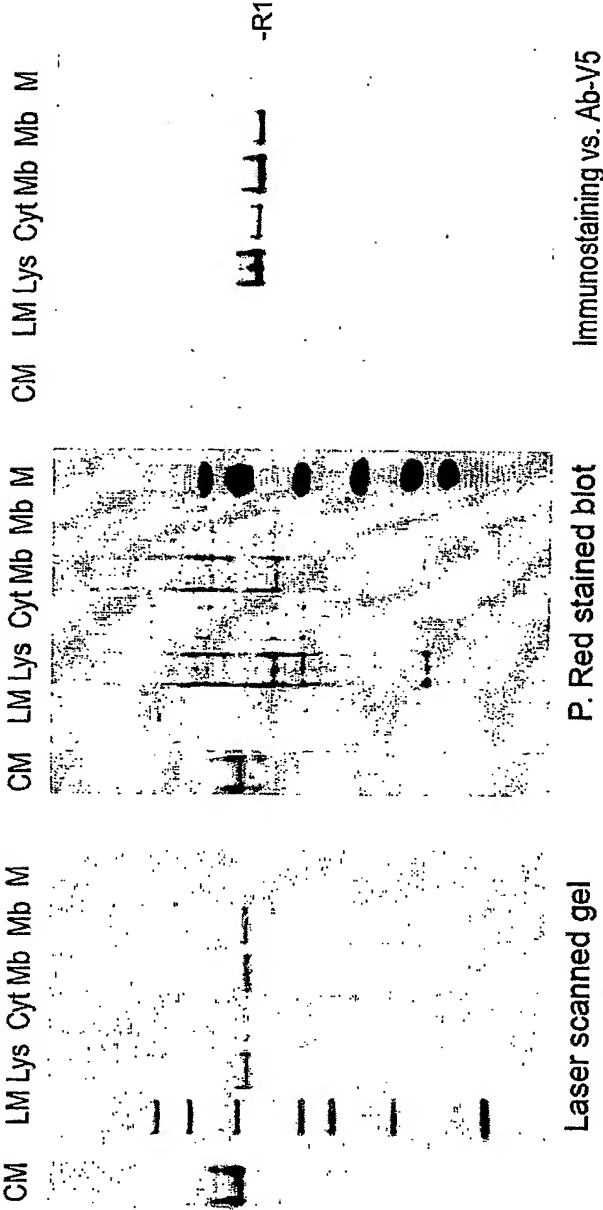 CM LM Lys Cyt Mb Mb M
Laser scanned gel
CM LM Lys Cyt Mb Mb M
P. Red stained blot
CM LM Lys Cyt Mb Mb M
-R1
Immunostaining vs. Ab-V5